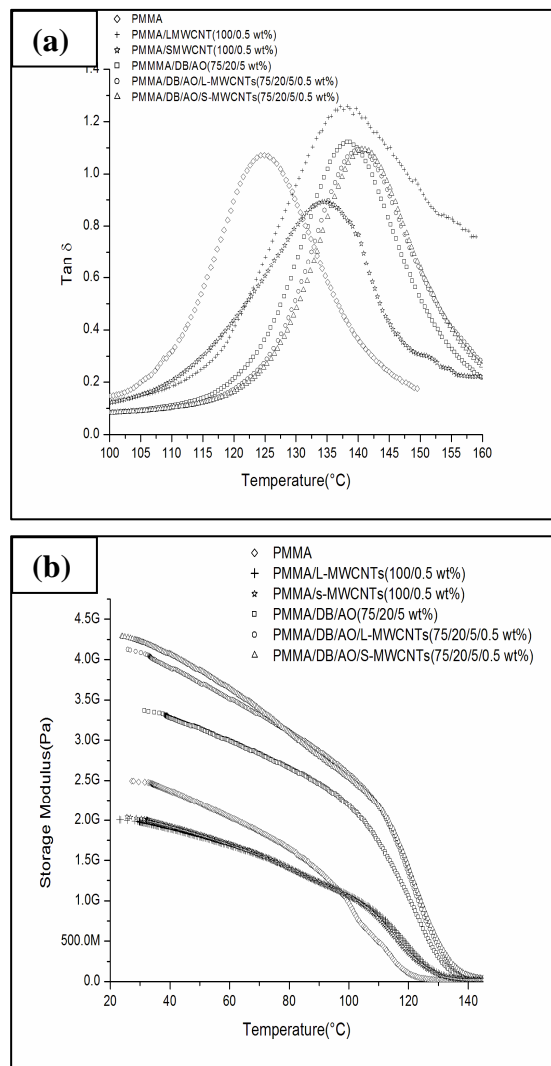 (a)
PMMA
PMMA/LMWCNT(100/0.5 wt%)
PMMA/SMWCNT(100/0.5 wt%)
PMMMA/DB/AO(75/20/5 wt%)
PMMA/DB/AO/L-MWCNTs(75/20/5/0.5 wt%)
PMMA/DB/AO/S-MWCNTs(75/20/5/0.5 wt%)
1.4
1.2
1.0
0.8
0.6
0.4
0.2
0.0
Tan δ
100 105 110 115 120 125 130 135 140 145 150 155 160
Temperature(°C)
(b)
PMMA
PMMA/L-MWCNTs(100/0.5 wt%)
PMMA/s-MWCNTs(100/0.5 wt%)
PMMA/DB/AO(75/20/5 wt%)
PMMA/DB/AO/L-MWCNTs(75/20/5/0.5 wt%)
PMMA/DB/AO/S-MWCNTs(75/20/5/0.5 wt%)
4.5G
4.0G
3.5G
3.0G
2.5G
2.0G
1.5G
1.0G
500.0M
0.0
Storage Modulus(Pa)
20 40 60 80 100 120 140
Temperature(°C)